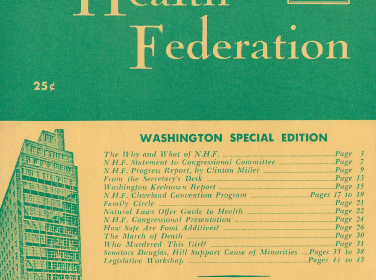 Health
Federation
25¢
WASHINGTON SPECIAL EDITION
The Why and What of N.H.F. Page 3
N.H.F. Statement to Congressional Committee Page 7
N.H.F. Progress Report, by Clinton Miller Page 9
From the Secretary's Desk Page 13
Washington Krebiozen Report Page 15
N.H.F. Cleveland Convention Program Pages 17 to 19
Family Circle Page 21
Natural Laws Offer Guide to Health Page 22
N.H.F. Congressional Presentation Page 24
How Safe Are Food Additives? Page 26
The March of Death Page 30
Who Murdered This Girl? Page 31
Senators Douglas, Hill Support Cause of Minorities Pages 33 to 38
Legislative Workshop Pages 41 to 45